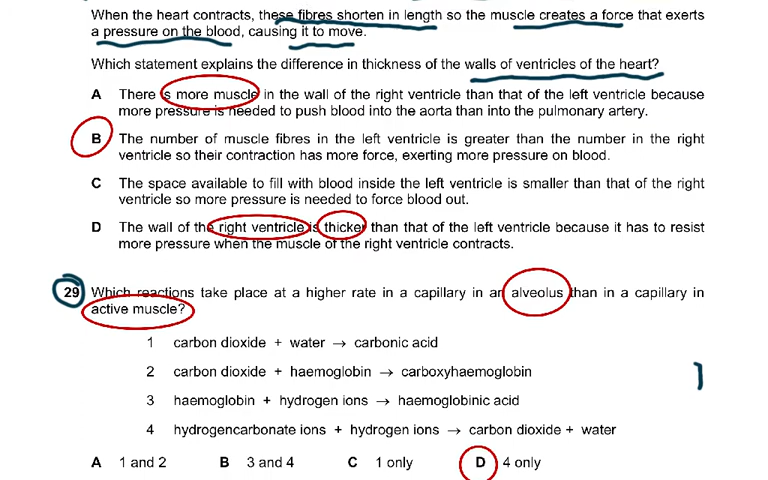 When the heart contracts, these fibres shorten in length so the muscle creates a force that exerts
a pressure on the blood, causing it to move.
Which statement explains the difference in thickness of the walls of ventricles of the heart?
A There is more muscle in the wall of the right ventricle than that of the left ventricle because
more pressure is needed to push blood into the aorta than into the pulmonary artery.
B The number of muscle fibres in the left ventricle is greater than the number in the right
ventricle so their contraction has more force, exerting more pressure on blood.
C The space available to fill with blood inside the left ventricle is smaller than that of the right
ventricle so more pressure is needed to force blood out.
D The wall of the right ventricle is thicker than that of the left ventricle because it has to resist
more pressure when the muscle of the right ventricle contracts.
29 Which reactions take place at a higher rate in a capillary in an alveolus than in a capillary in
active muscle?
1 carbon dioxide + water → carbonic acid
2 carbon dioxide + haemoglobin → carboxyhaemoglobin
3 haemoglobin + hydrogen ions → haemoglobinic acid
4 hydrogencarbonate ions + hydrogen ions → carbon dioxide + water
A 1 and 2 B 3 and 4 C 1 only D 4 only